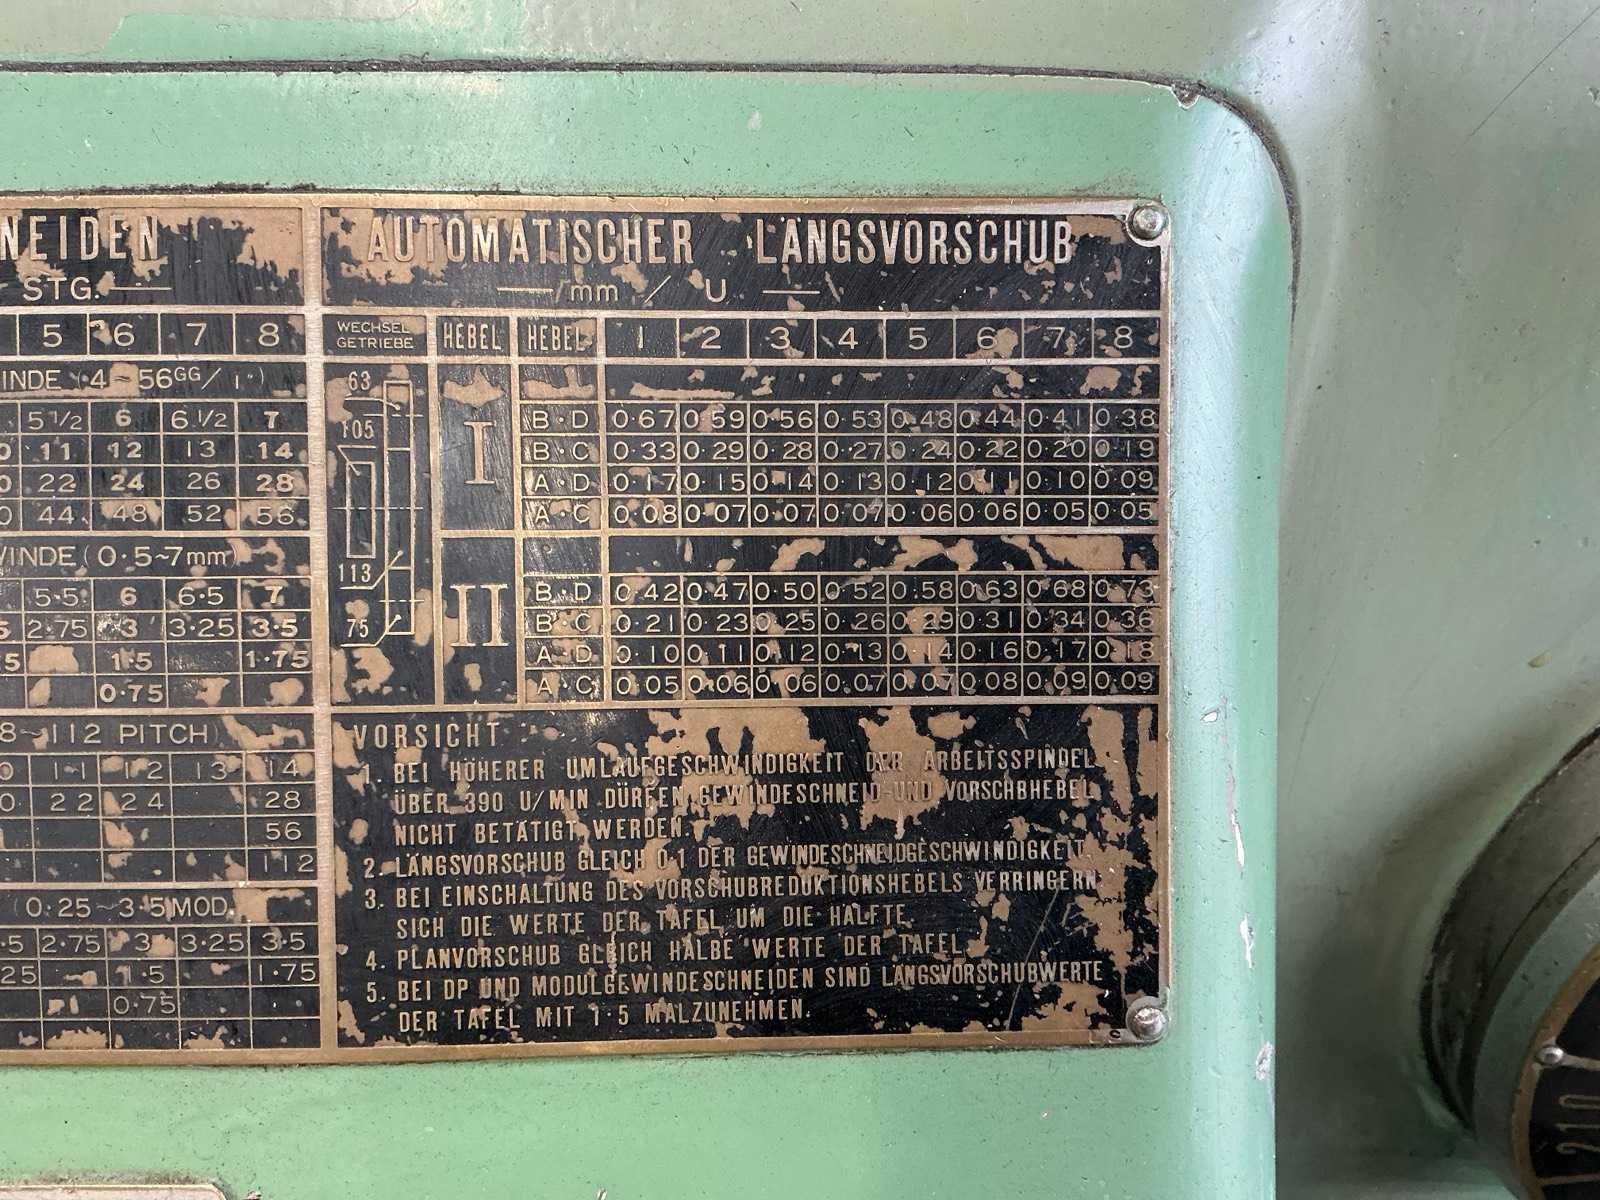 NEIDEN
STG.
5 6 7 8
INDE (4~56GG/1")
5 1/2 6 6 1/2 7
0 11 12 13 14
0 22 24 26 28
0 44 48 52 56
INDE (0·5~7mm)
5·5 6 6·5 7
5 2·75 3 3·25 3·5
5 1·5 1·75
0·75
8~112 PITCH)
0 11 12 13 14
0 22 24 28
56
112
(0·25~3·5 MOD.
·5 2·75 3 3·25 3·5
25 1·5 1·75
0·75
AUTOMATISCHER LÄNGSVORSCHUB
mm / U
WECHSEL GETRIEBE HEBEL HEBEL 1 2 3 4 5 6 7 8
63
105
113
75
I
B·D 0·67 0·59 0·56 0·53 0·48 0·44 0·41 0·38
B·C 0·33 0·29 0·28 0·27 0·24 0·22 0·20 0·19
A·D 0·17 0·15 0·14 0·13 0·12 0·11 0·10 0·09
A·C 0·08 0·07 0·07 0·07 0·06 0·06 0·05 0·05
II
B·D 0·42 0·47 0·50 0·52 0·58 0·63 0·68 0·73
B·C 0·21 0·23 0·25 0·26 0·29 0·31 0·34 0·36
A·D 0·10 0·11 0·12 0·13 0·14 0·16 0·17 0·18
A·C 0·05 0·06 0·06 0·07 0·07 0·08 0·09 0·09
VORSICHT
1. BEI HÖHERER UMLAUFGESCHWINDIGKEIT DER ARBEITSSPINDEL
ÜBER 390 U/MIN DÜRFEN GEWINDESCHNEID-UND VORSCHBHEBEL
NICHT BETÄTIGT WERDEN.
2. LÄNGSVORSCHUB GLEICH 0·1 DER GEWINDESCHNEIDGESCHWINDIGKEIT.
3. BEI EINSCHALTUNG DES VORSCHUBREDUKTIONSHEBELS VERRINGERN
SICH DIE WERTE DER TAFEL UM DIE HÄLFTE.
4. PLANVORSCHUB GLEICH HALBE WERTE DER TAFEL
5. BEI DP UND MODULGEWINDESCHNEIDEN SIND LÄNGSVORSCHUBWERTE
DER TAFEL MIT 1·5 MALZUNEHMEN.
210